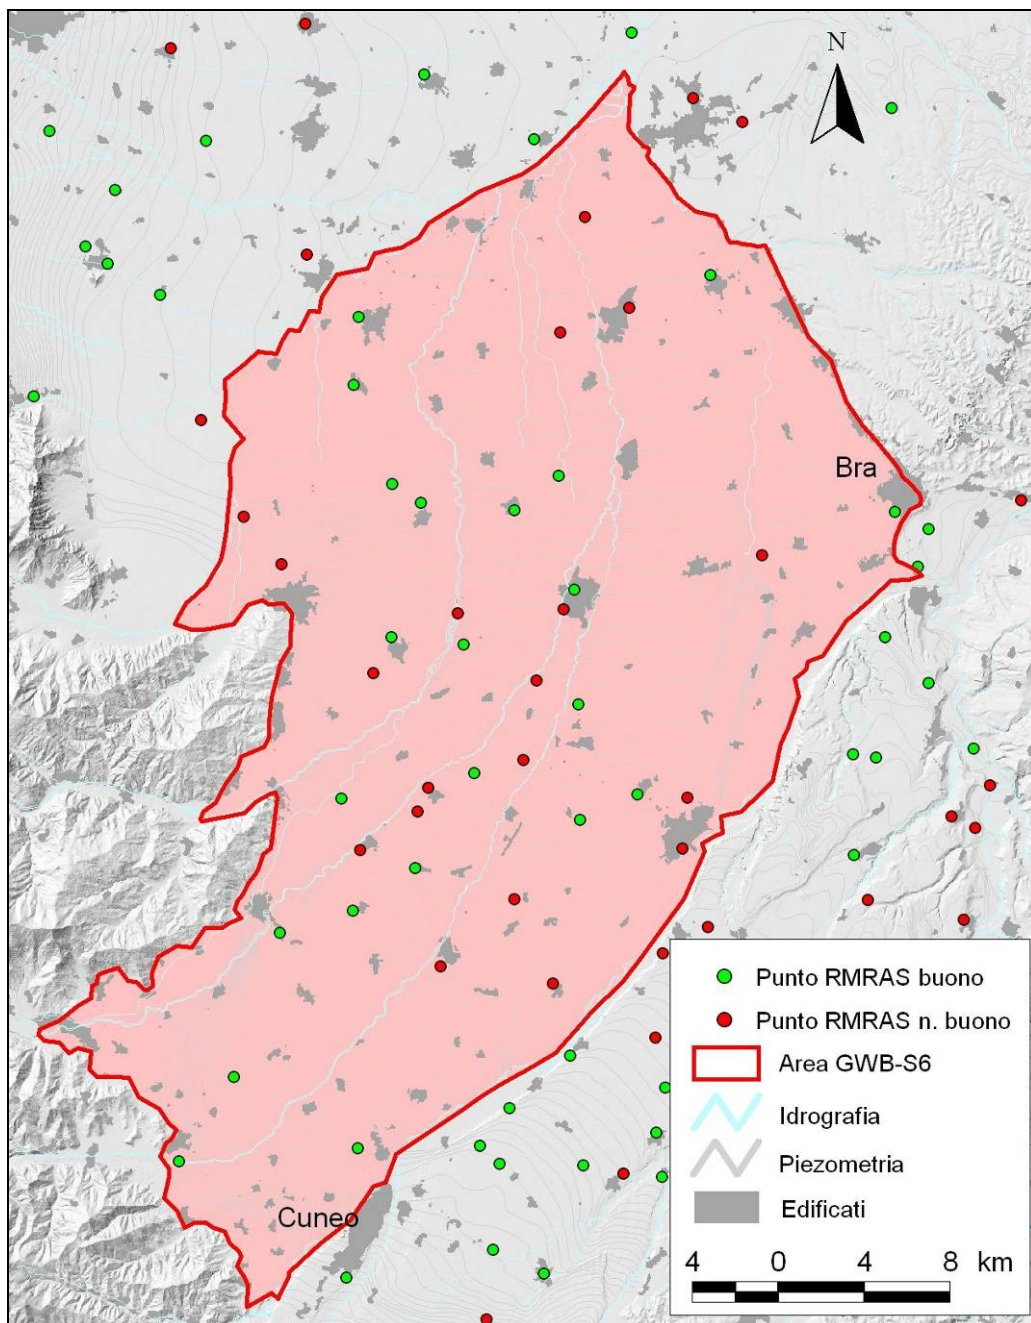 N
Bra
Cuneo
Punto RMRAS buono
Punto RMRAS n. buono
Area GWB-S6
Idrografia
Piezometria
Edificati
4 0 4 8 km